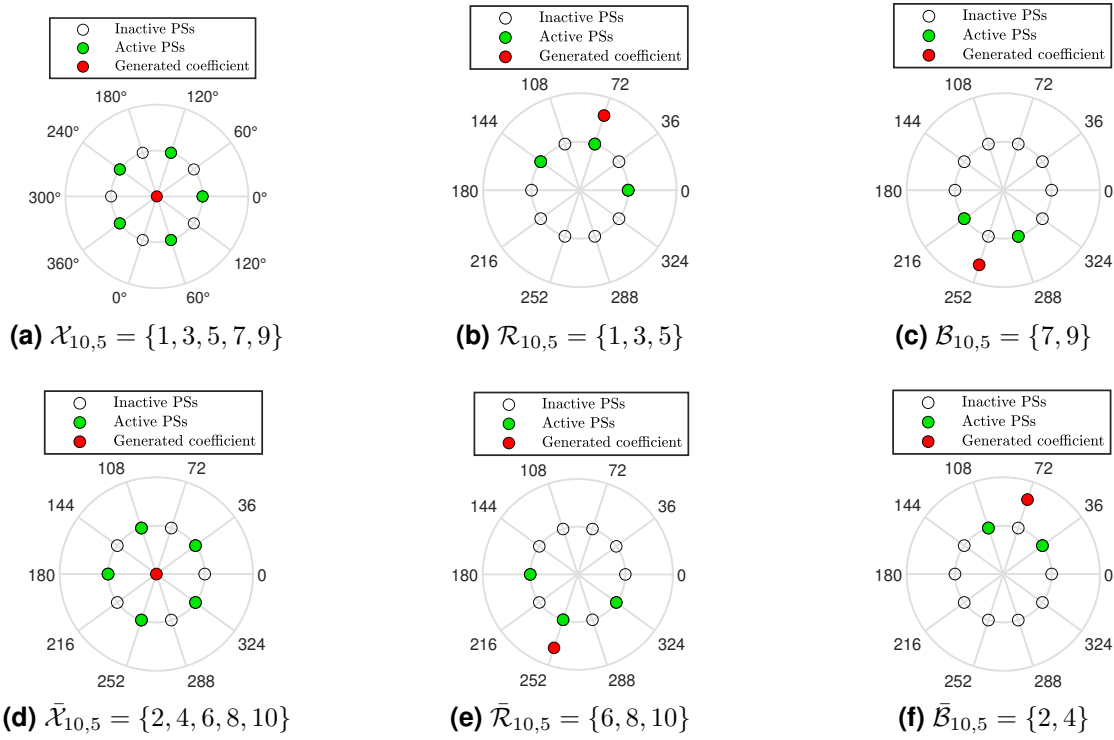 Inactive PSs
Active PSs
Generated coefficient
180° 120°
240° 60°
300° 0°
360° 120°
0° 60°
(a) 𝒳₁₀,₅ = {1, 3, 5, 7, 9}
Inactive PSs
Active PSs
Generated coefficient
108 72
144 36
180 0
216 324
252 288
(b) ℛ₁₀,₅ = {1, 3, 5}
Inactive PSs
Active PSs
Generated coefficient
108 72
144 36
180 0
216 324
252 288
(c) ℬ₁₀,₅ = {7, 9}
Inactive PSs
Active PSs
Generated coefficient
108 72
144 36
180 0
216 324
252 288
(d) 𝒳̄₁₀,₅ = {2, 4, 6, 8, 10}
Inactive PSs
Active PSs
Generated coefficient
108 72
144 36
180 0
216 324
252 288
(e) ℛ̄₁₀,₅ = {6, 8, 10}
Inactive PSs
Active PSs
Generated coefficient
108 72
144 36
180 0
216 324
252 288
(f) ℬ̄₁₀,₅ = {2, 4}